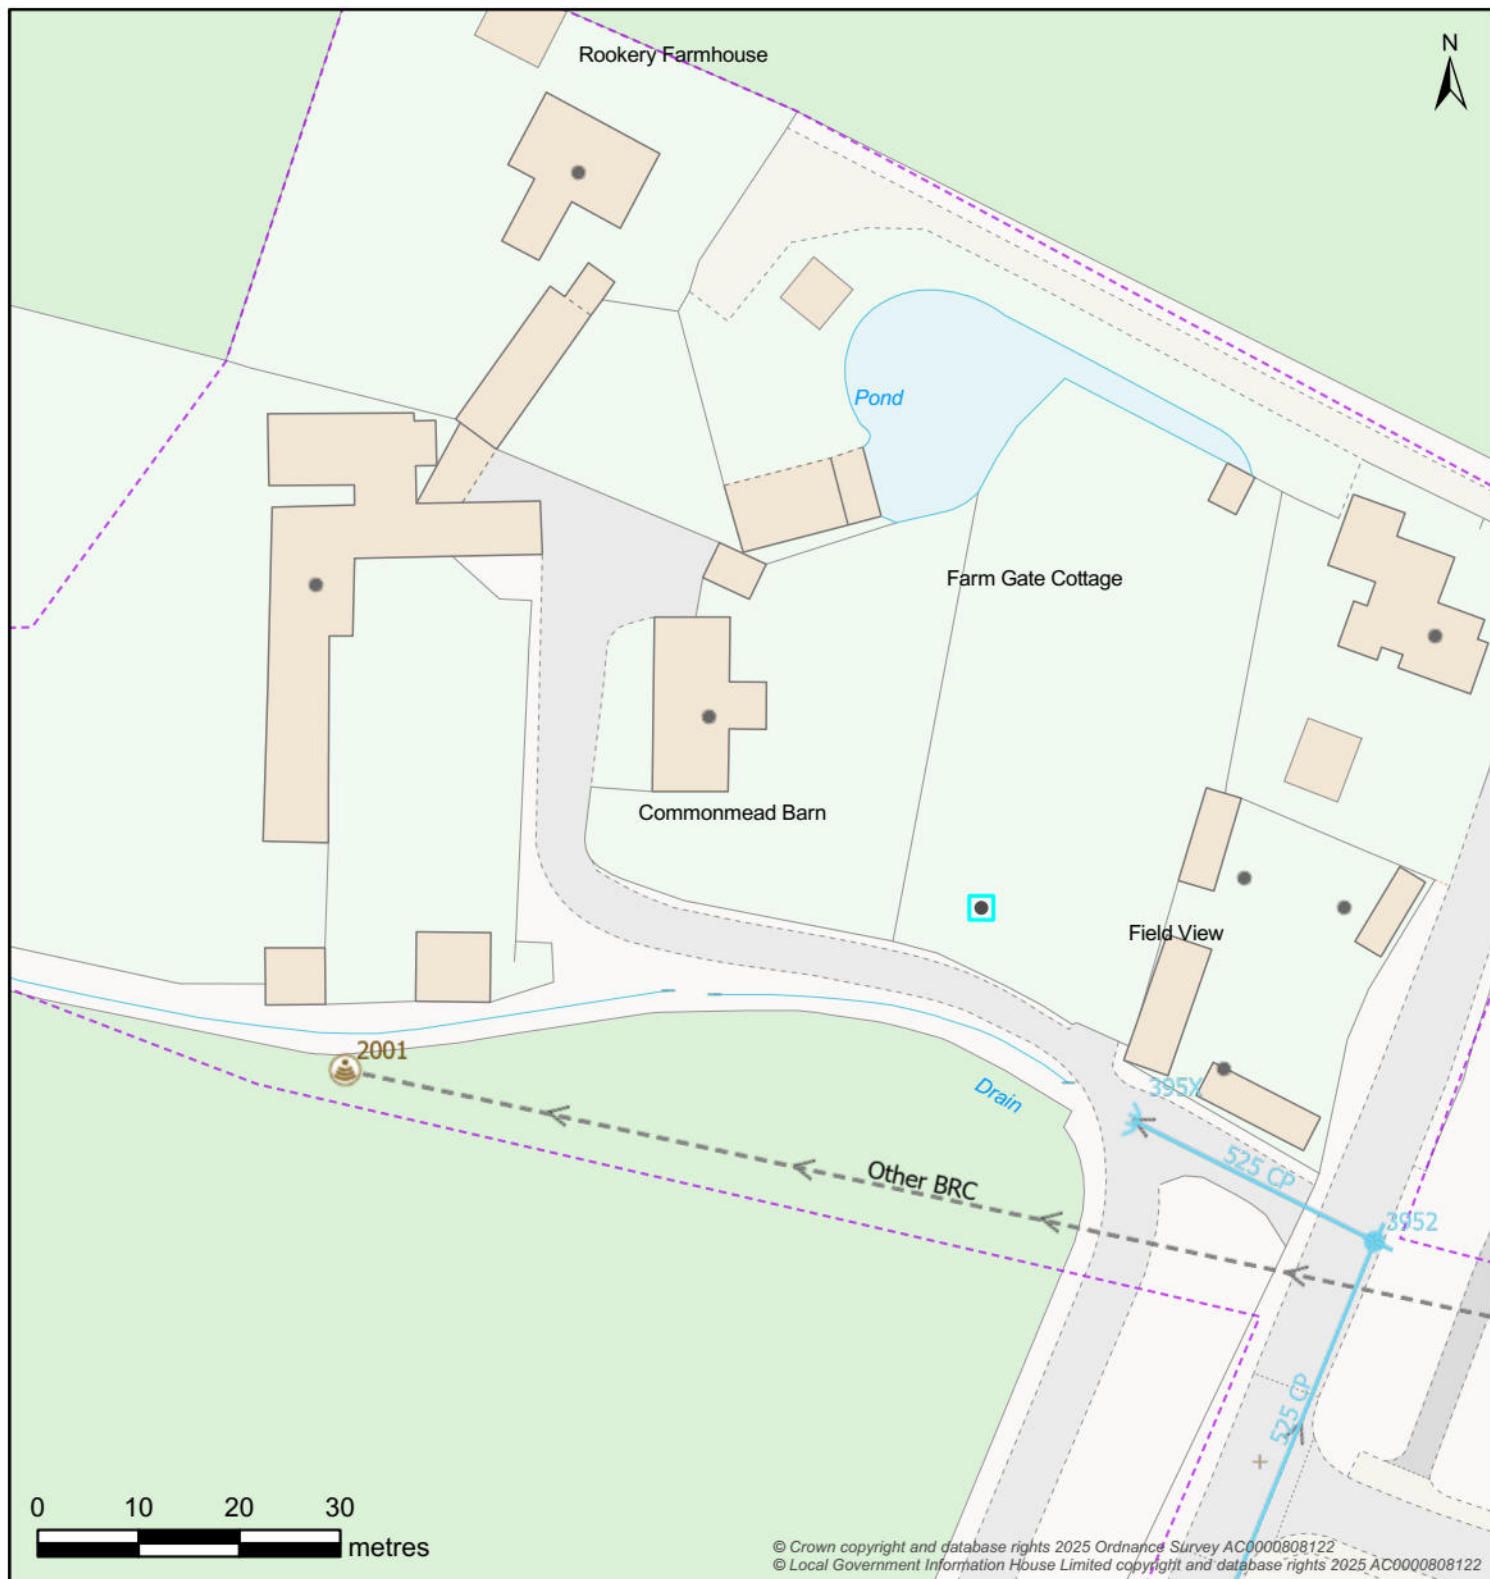 Rookery Farmhouse
N
Pond
Farm Gate Cottage
Commonmead Barn
Field View
2001
395X
Drain
525 CP
Other BRC
3952
525 CP
0 10 20 30
metres
© Crown copyright and database rights 2025 Ordnance Survey AC0000808122
© Local Government Information House Limited copyright and database rights 2025 AC0000808122